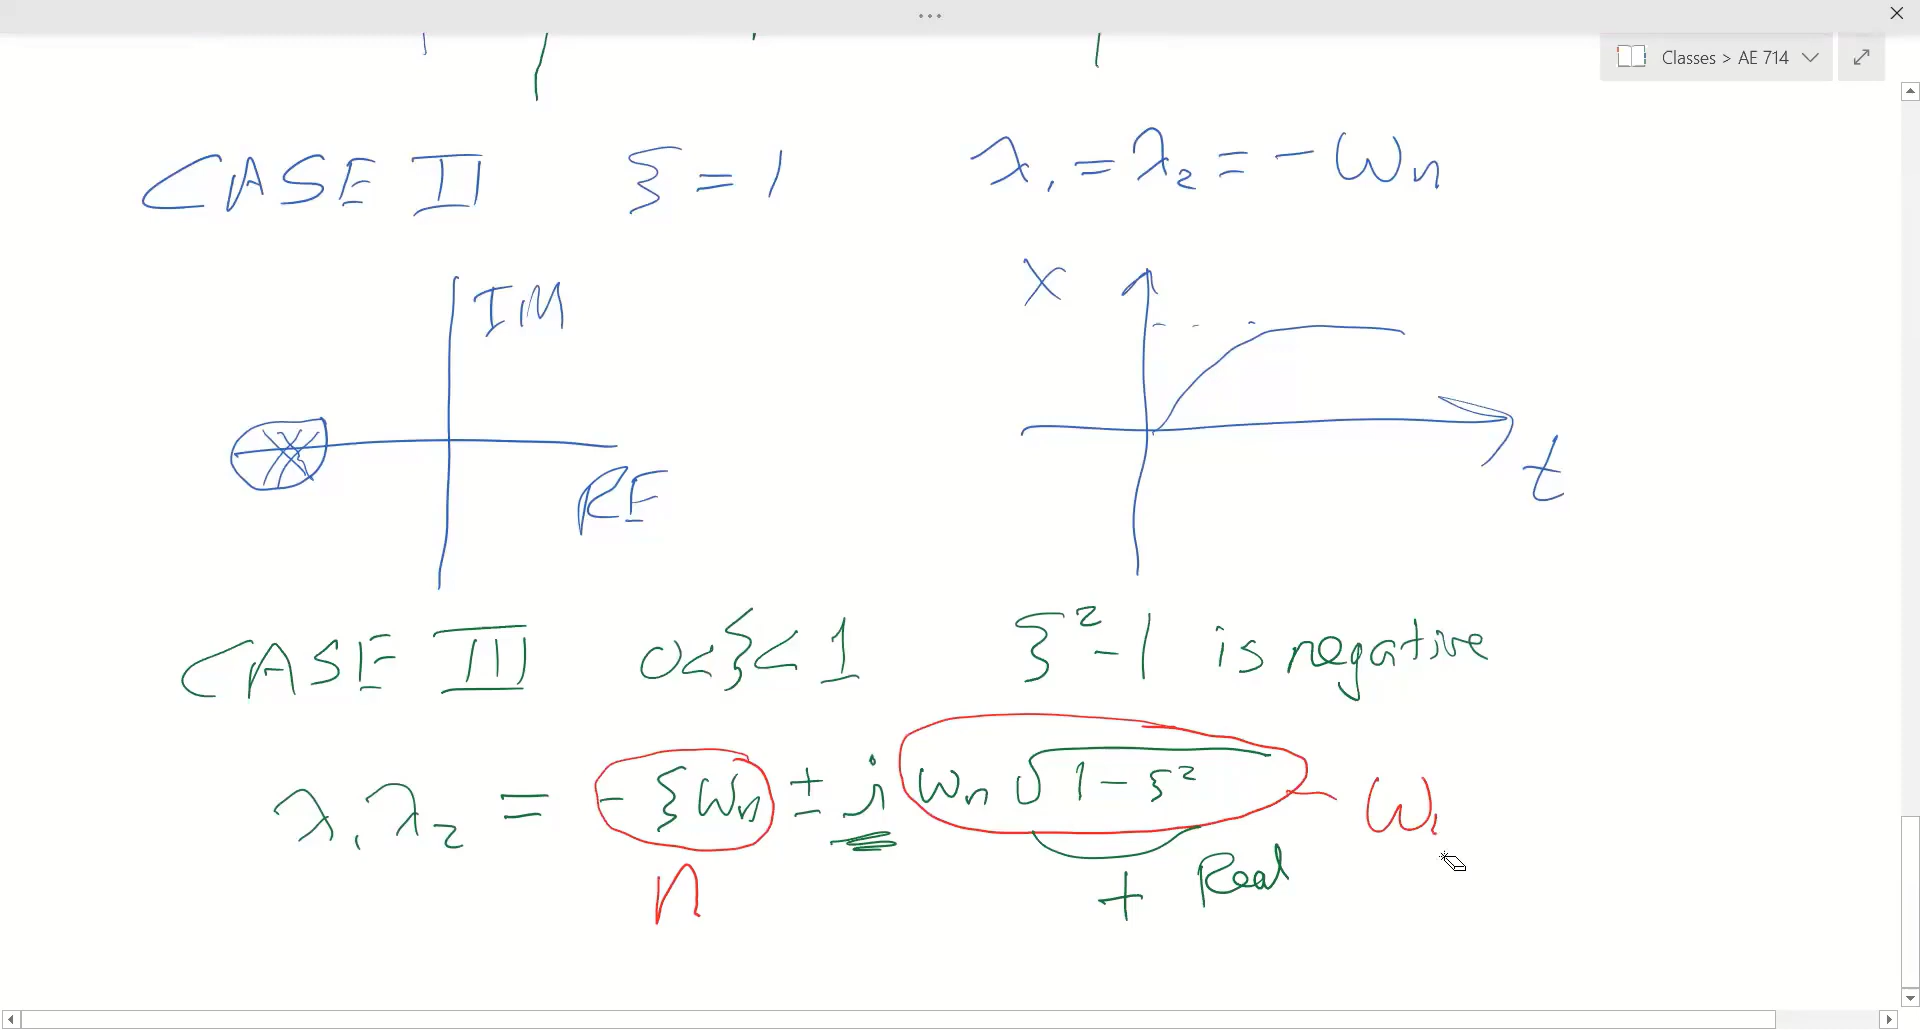 Classes > AE 714
CASE II ξ = 1 λ₁ = λ₂ = -ωn
IM
X
RE
t
CASE III 0<ξ<1 ξ²-1 is negative
λ₁λ₂ = -ξωn ± j ωn √1-ξ² ω
n + Real